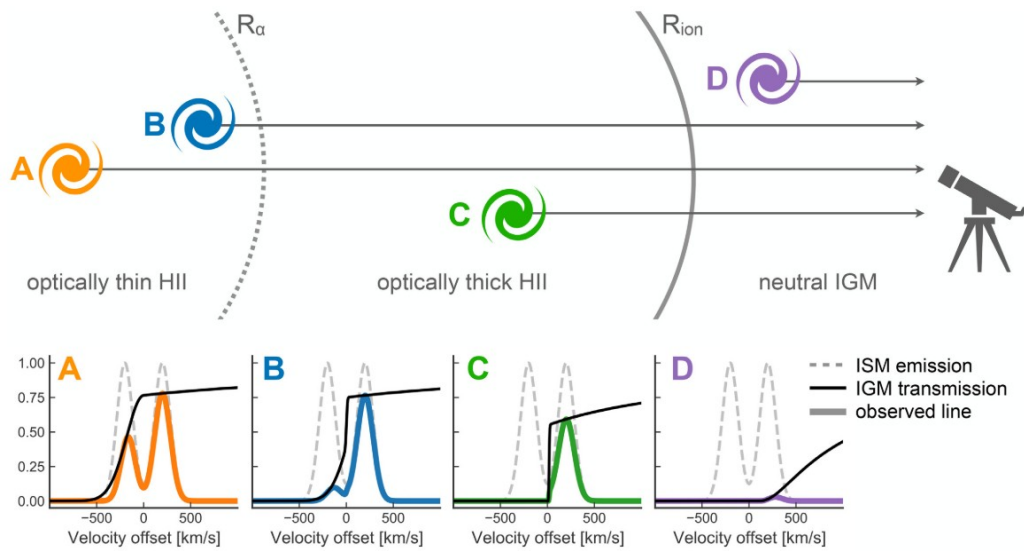 Rα
Rion
D
B
A
C
optically thin HII
optically thick HII
neutral IGM
A
B
C
D
1.00
0.75
0.50
0.25
0.00
ISM emission
IGM transmission
observed line
−500 0 500
−500 0 500
−500 0 500
−500 0 500
Velocity offset [km/s]
Velocity offset [km/s]
Velocity offset [km/s]
Velocity offset [km/s]